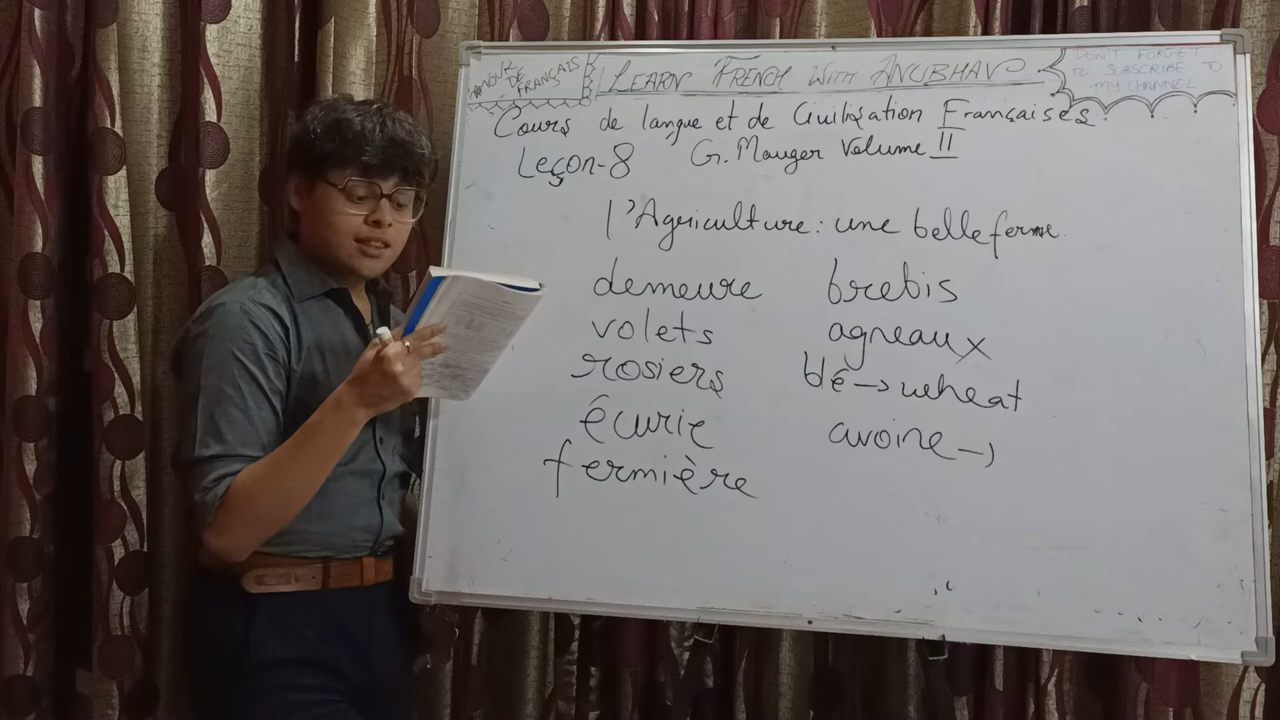 AMOUR DE FRANÇAIS
LEARN FRENCH WITH ANUBHAV
DON'T FORGET
TO SUBSCRIBE TO
MY CHANNEL
Cours de langue et de Civilisation Françaises
Leçon-8 G. Mauger Volume II
l'Agriculture: une belle ferme
demeure brebis
volets agneaux
rosiers blé→wheat
écurie avoine→
fermière